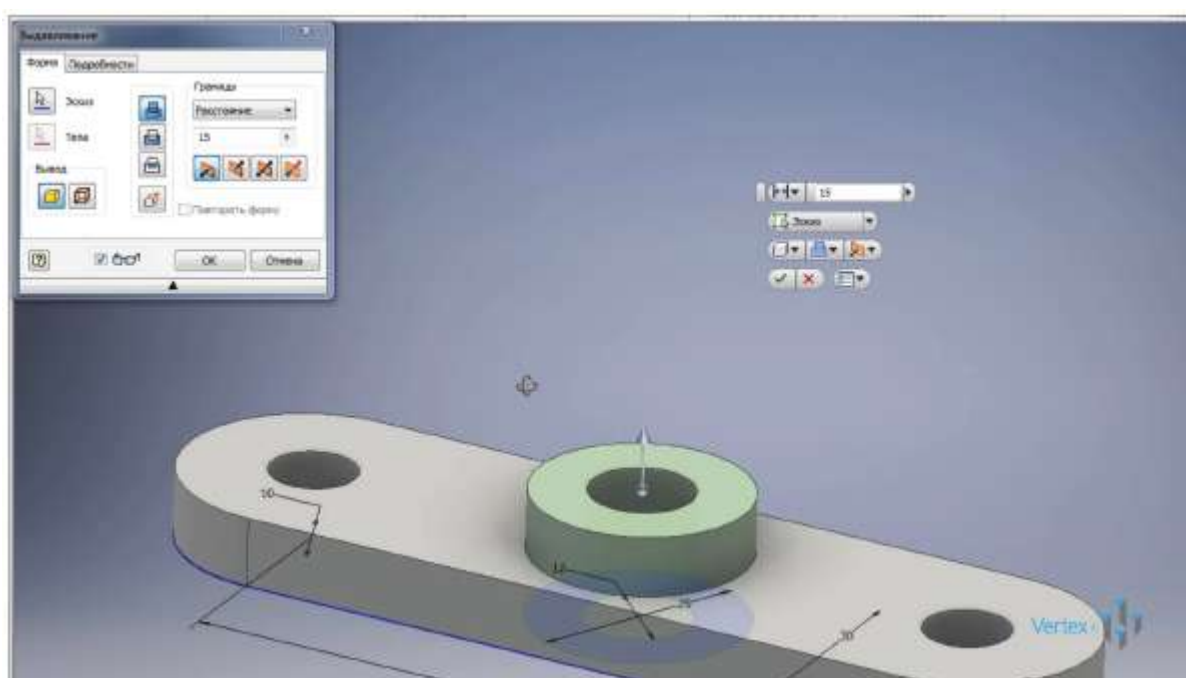 Выдавливание
Форма Подробности
Эскиз
Тела
Вывод
Границы
Расстояние
15
Повторить форму
OK Отмена
15
Эскиз
10
12
25
30
Vertex